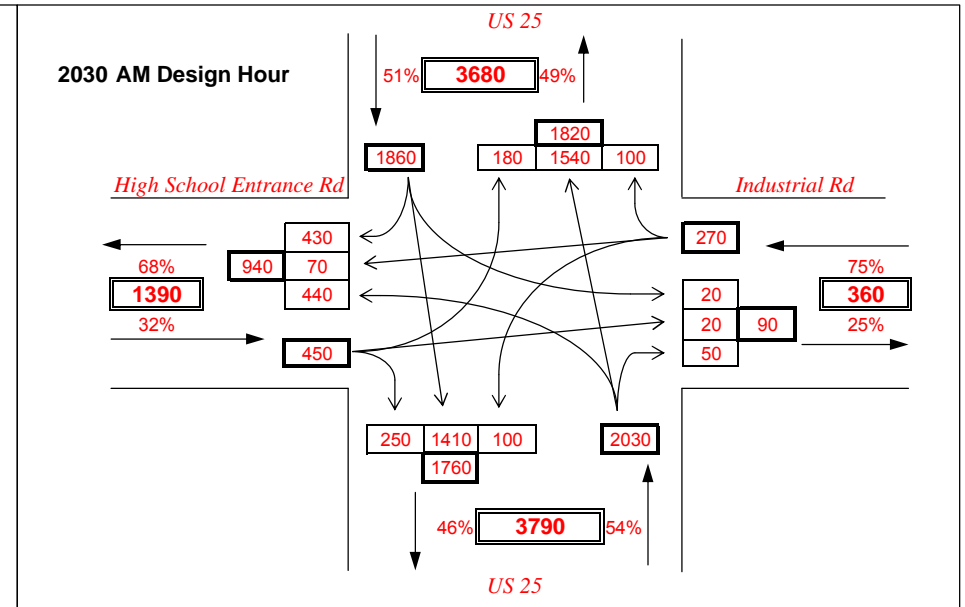 US 25
2030 AM Design Hour
51% 3680 49%
1820
1860
180 1540 100
High School Entrance Rd
Industrial Rd
430
270
940 70
68%
75%
440
20
1390
20 90
360
32%
50
25%
450
250 1410 100
2030
1760
46% 3790 54%
US 25